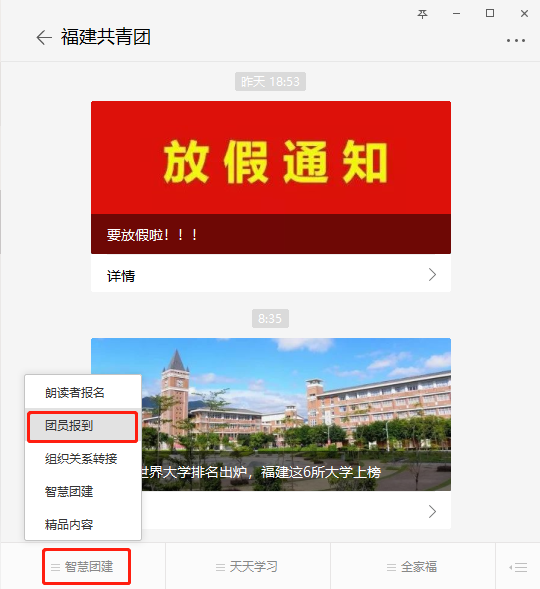 福建共青团
昨天 18:53
放假通知
要放假啦！！！
详情
8:35
世界大学排名出炉，福建这6所大学上榜
朗读者报名
团员报到
组织关系转接
智慧团建
精品内容
智慧团建
天天学习
全家福